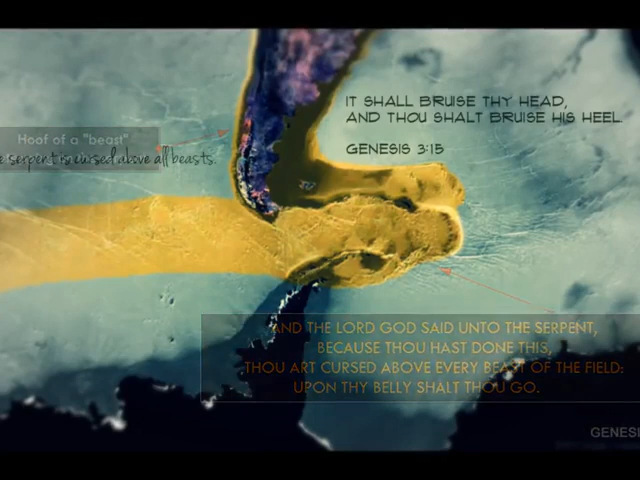 IT SHALL BRUISE THY HEAD,
AND THOU SHALT BRUISE HIS HEEL
GENESIS 3:15
Hoof of a "beast"
serpent is cursed above all beasts.
AND THE LORD GOD SAID UNTO THE SERPENT,
BECAUSE THOU HAST DONE THIS,
THOU ART CURSED ABOVE EVERY BEAST OF THE FIELD:
UPON THY BELLY SHALT THOU GO.
GENESI